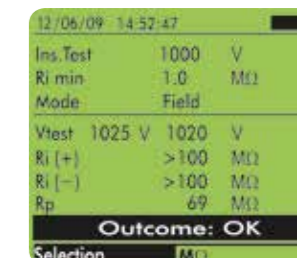 12/06/09 14:52:47
Ins.Test 1000 V
Ri min 1.0 MΩ
Mode Field
Vtest 1025 V 1020 V
Ri (+) >100 MΩ
Ri (−) >100 MΩ
Rp 69 MΩ
Outcome: OK
Selection MΩ